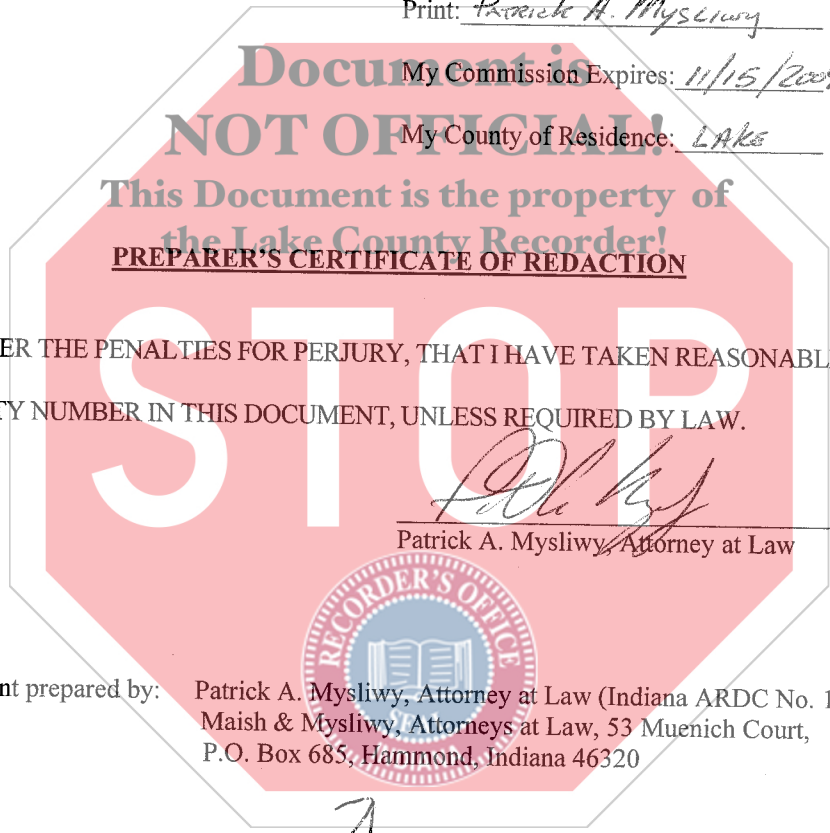 Print: Patrick A. Mysliwy
Document is
My Commission Expires: 11/15/200
NOT OFFICIAL!
My County of Residence: LAKE
This Document is the property of
the Lake County Recorder!
PREPARER'S CERTIFICATE OF REDACTION
ER THE PENALTIES FOR PERJURY, THAT I HAVE TAKEN REASONABL
TY NUMBER IN THIS DOCUMENT, UNLESS REQUIRED BY LAW.
STOP
Patrick A. Mysliwy, Attorney at Law
RECORDER'S OFFICE
SEAL
INDIANA
nt prepared by: Patrick A. Mysliwy, Attorney at Law (Indiana ARDC No. 1
Maish & Mysliwy, Attorneys at Law, 53 Muenich Court,
P.O. Box 685, Hammond, Indiana 46320